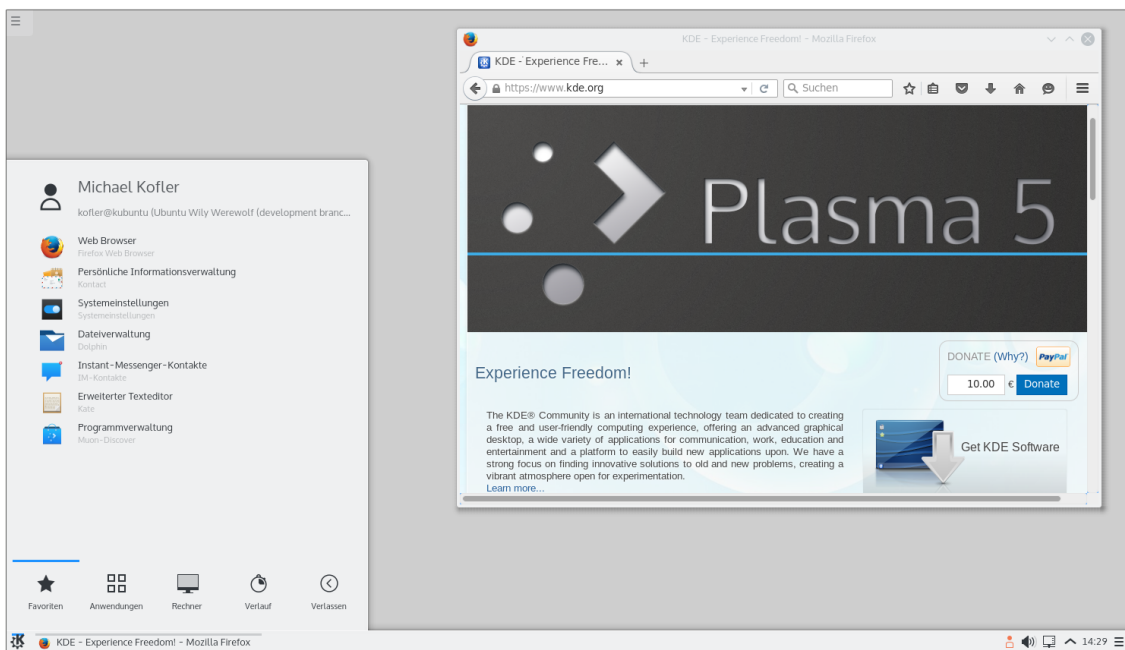 KDE – Experience Freedom! – Mozilla Firefox
KDE - Experience Fre...
https://www.kde.org
Suchen
Plasma 5
DONATE (Why?) PayPal
10.00 € Donate
Experience Freedom!
The KDE® Community is an international technology team dedicated to creating
a free and user-friendly computing experience, offering an advanced graphical
desktop, a wide variety of applications for communication, work, education and
entertainment and a platform to easily build new applications upon. We have a
strong focus on finding innovative solutions to old and new problems, creating a
vibrant atmosphere open for experimentation.
Learn more...
Get KDE Software
Michael Kofler
kofler@kubuntu (Ubuntu Wily Werewolf (development branc...
Web Browser
Firefox Web Browser
Persönliche Informationsverwaltung
Kontact
Systemeinstellungen
Systemeinstellungen
Dateiverwaltung
Dolphin
Instant-Messenger-Kontakte
IM-Kontakte
Erweiterter Texteditor
Kate
Programmverwaltung
Muon-Discover
Favoriten Anwendungen Rechner Verlauf Verlassen
KDE – Experience Freedom! – Mozilla Firefox
14:29